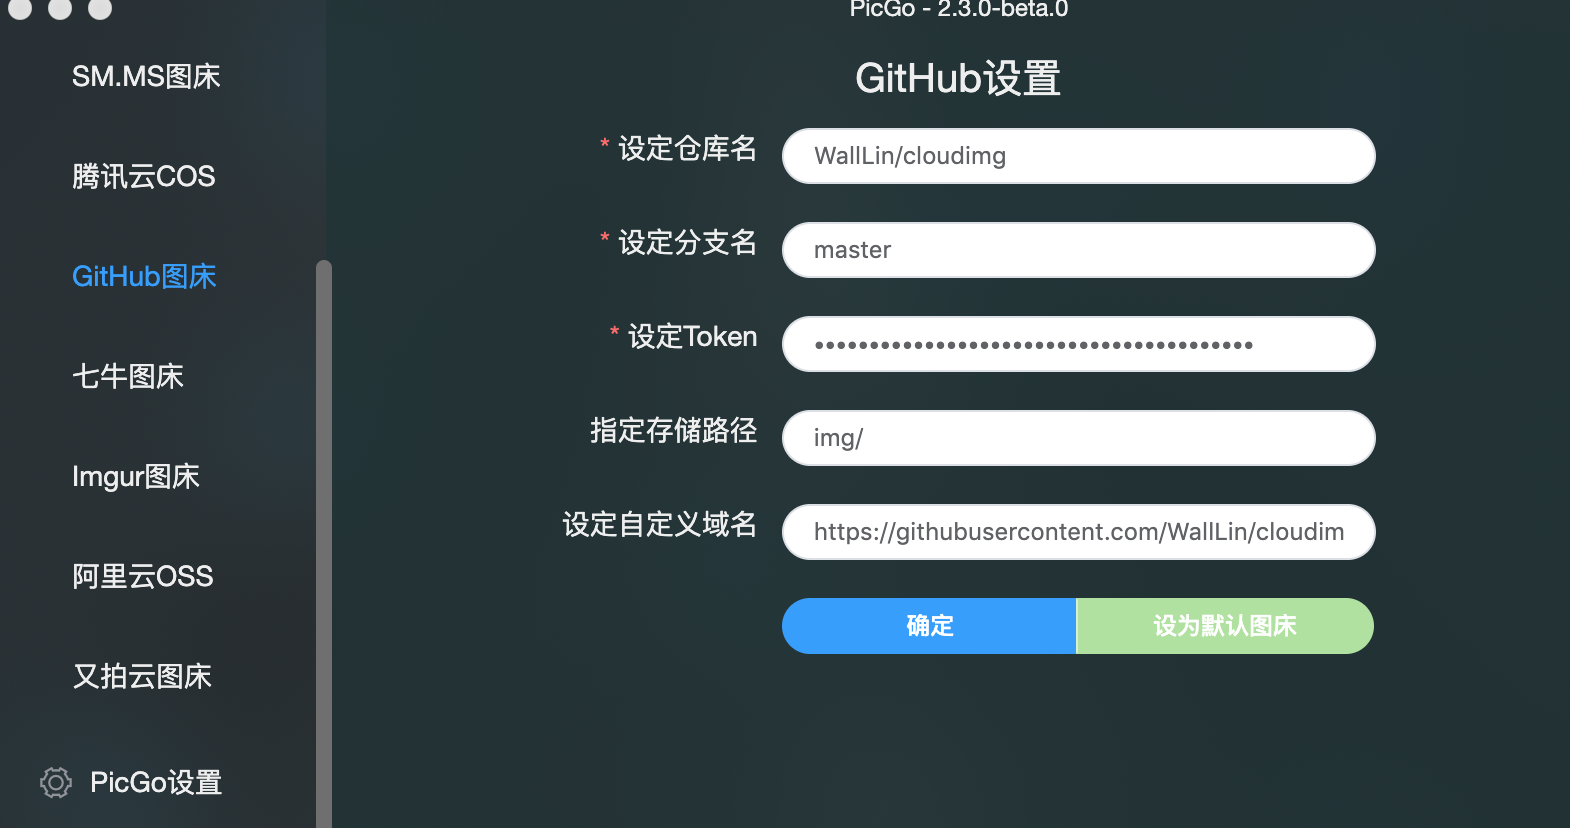 PicGo - 2.3.0-beta.0
SM.MS图床
腾讯云COS
GitHub图床
七牛图床
Imgur图床
阿里云OSS
又拍云图床
PicGo设置
GitHub设置
* 设定仓库名
WallLin/cloudimg
* 设定分支名
master
* 设定Token
••••••••••••••••••••••••••••••••••••••••
指定存储路径
img/
设定自定义域名
https://githubusercontent.com/WallLin/cloudim
确定
设为默认图床